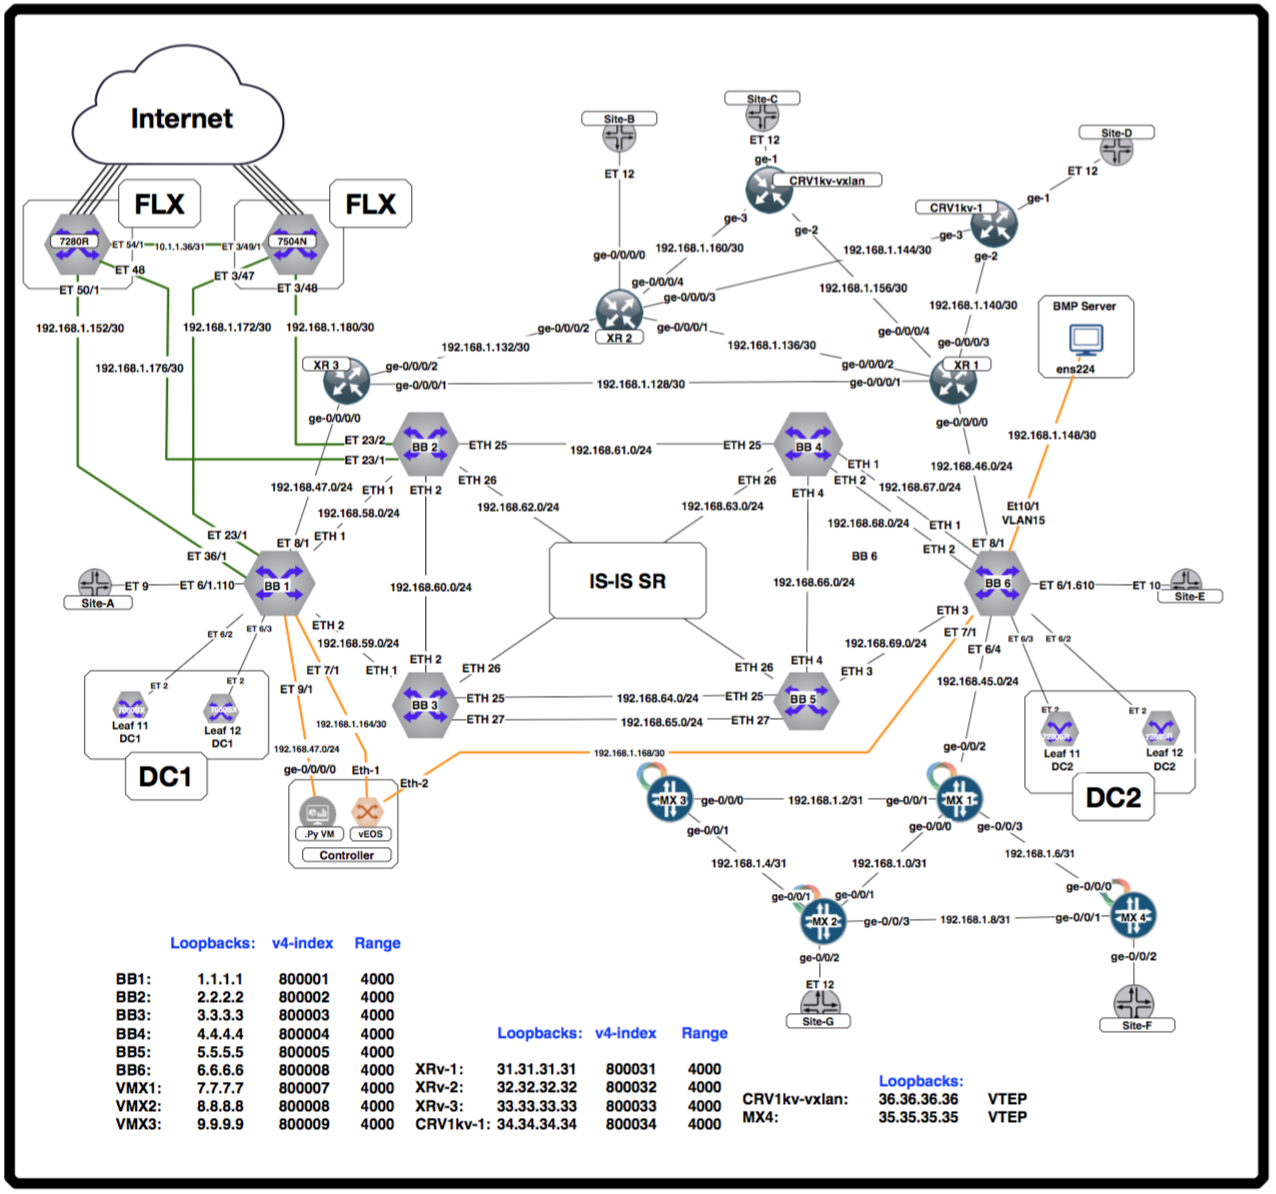 Internet
FLX
FLX
7280R
ET 54/1
10.1.1.36/31
ET 3/49/1
7504N
ET 48
ET 3/47
ET 50/1
ET 3/48
192.168.1.152/30
192.168.1.172/30
192.168.1.180/30
192.168.1.176/30
Site-B
ET 12
Site-C
ET 12
ge-1
CRV1kv-vxlan
ge-3
ge-2
Site-D
ET 12
ge-1
CRV1kv-1
ge-3
ge-2
192.168.1.160/30
192.168.1.144/30
192.168.1.156/30
192.168.1.140/30
ge-0/0/0/0
ge-0/0/0/4
ge-0/0/0/3
ge-0/0/0/2
ge-0/0/0/1
XR 2
192.168.1.132/30
192.168.1.136/30
ge-0/0/0/4
ge-0/0/0/3
XR 3
ge-0/0/0/2
ge-0/0/0/1
192.168.1.128/30
ge-0/0/0/2
ge-0/0/0/1
XR 1
ge-0/0/0/0
ge-0/0/0/0
BMP Server
ens224
192.168.1.148/30
Et10/1
VLAN15
ET 23/2
ET 23/1
BB 2
ETH 25
192.168.61.0/24
ETH 25
BB 4
ETH 1
ETH 2
192.168.46.0/24
192.168.47.0/24
ETH 1
ETH 2
ETH 26
ETH 26
ETH 4
192.168.67.0/24
192.168.58.0/24
192.168.62.0/24
192.168.63.0/24
192.168.68.0/24
ETH 1
ET 23/1
ET 8/1
ETH 1
ETH 2
ET 8/1
ET 36/1
BB 6
IS-IS SR
Site-A
ET 9
ET 6/1.110
BB 1
192.168.60.0/24
192.168.66.0/24
BB 6
ET 6/1.610
ET 10
Site-E
ETH 2
192.168.59.0/24
ETH 1
ET 6/2
ET 6/3
ET 7/1
ET 9/1
ETH 3
ET 7/1
ET 6/4
ET 6/3
ET 6/2
192.168.69.0/24
ETH 3
192.168.45.0/24
ETH 2
ETH 26
ETH 26
ETH 4
BB 3
ETH 25
192.168.64.0/24
ETH 25
BB 5
ETH 27
192.168.65.0/24
ETH 27
ET 2
ET 2
Leaf 11
DC1
Leaf 12
DC1
DC1
192.168.1.164/30
192.168.47.0/24
ge-0/0/0/0
Eth-1
Eth-2
192.168.1.168/30
.Py VM
vEOS
Controller
ET 2
ET 2
Leaf 11
DC2
Leaf 12
DC2
DC2
ge-0/0/2
MX 3
ge-0/0/0
192.168.1.2/31
ge-0/0/1
MX 1
ge-0/0/1
ge-0/0/0
ge-0/0/3
192.168.1.4/31
192.168.1.0/31
192.168.1.6/31
ge-0/0/1
ge-0/0/1
ge-0/0/0
MX 2
ge-0/0/3
192.168.1.8/31
ge-0/0/1
MX 4
ge-0/0/2
ge-0/0/2
ET 12
Site-G
Site-F
Loopbacks: v4-index Range
BB1: 1.1.1.1 800001 4000
BB2: 2.2.2.2 800002 4000
BB3: 3.3.3.3 800003 4000
BB4: 4.4.4.4 800004 4000
BB5: 5.5.5.5 800005 4000
BB6: 6.6.6.6 800008 4000
VMX1: 7.7.7.7 800007 4000
VMX2: 8.8.8.8 800008 4000
VMX3: 9.9.9.9 800009 4000
Loopbacks: v4-index Range
XRv-1: 31.31.31.31 800031 4000
XRv-2: 32.32.32.32 800032 4000
XRv-3: 33.33.33.33 800033 4000
CRV1kv-1: 34.34.34.34 800034 4000
Loopbacks:
CRV1kv-vxlan: 36.36.36.36 VTEP
MX4: 35.35.35.35 VTEP